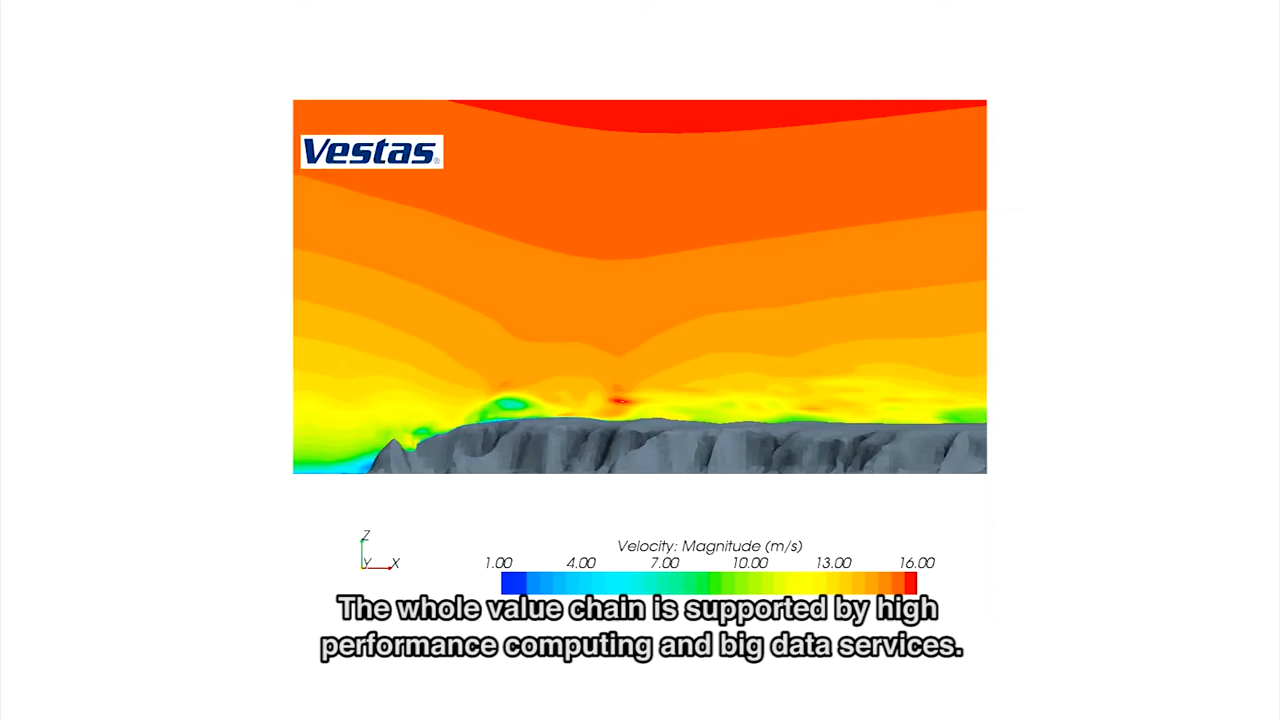 Vestas®
Z
Y X
Velocity: Magnitude (m/s)
1.00 4.00 7.00 10.00 13.00 16.00
The whole value chain is supported by high
performance computing and big data services.